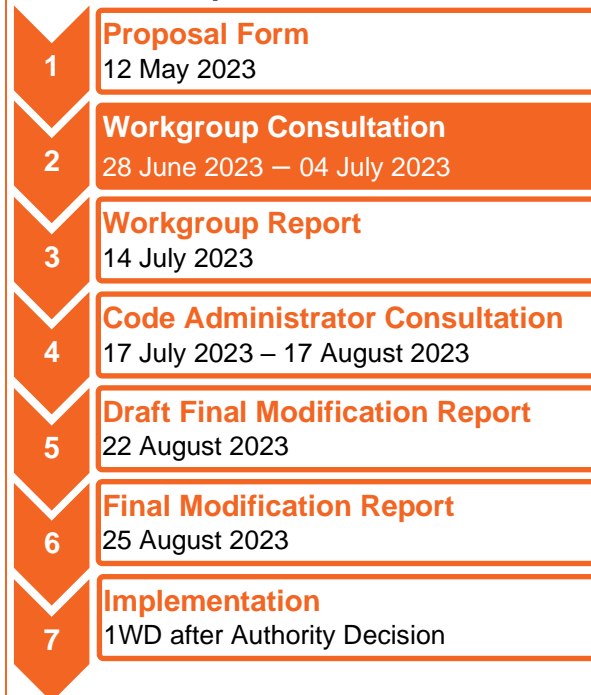 Proposal Form
1
12 May 2023
Workgroup Consultation
2
28 June 2023 – 04 July 2023
Workgroup Report
3
14 July 2023
Code Administrator Consultation
4
17 July 2023 – 17 August 2023
Draft Final Modification Report
5
22 August 2023
Final Modification Report
6
25 August 2023
Implementation
7
1WD after Authority Decision